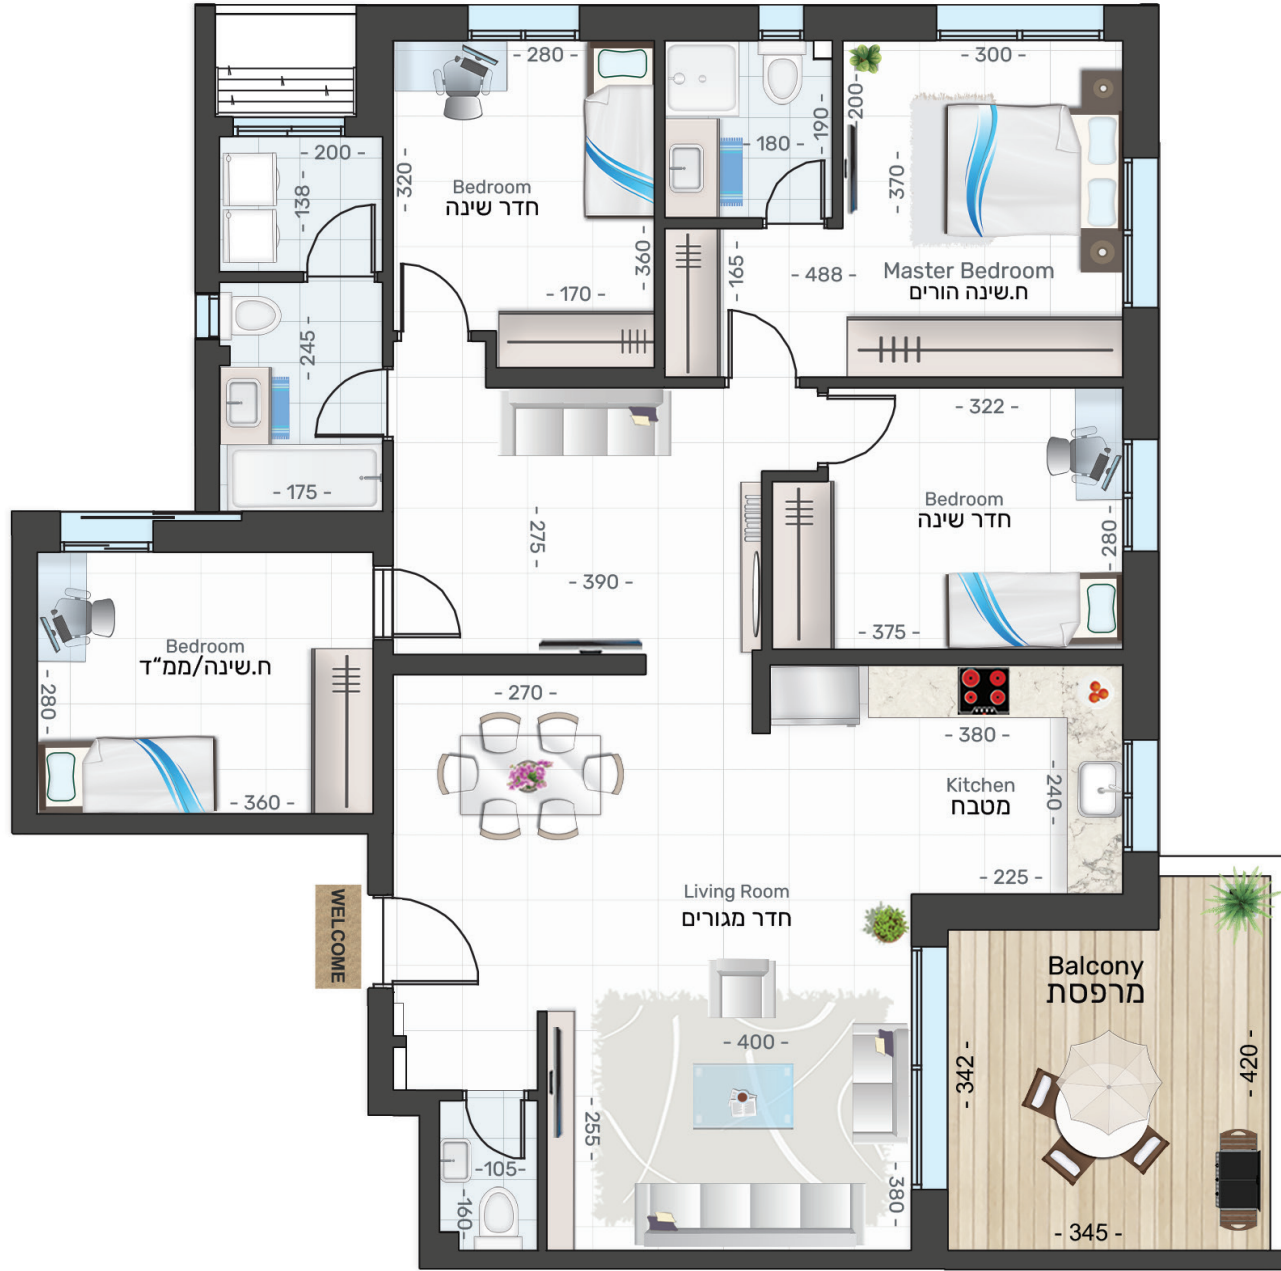 - 280 -
- 300 -
- 200 -
- 138 -
- 320 -
Bedroom
חדר שינה
- 360 -
- 170 -
- 180 -
- 190 -
- 200 -
- 370 -
- 165 -
- 488 -
Master Bedroom
ח.שינה הורים
- 245 -
- 175 -
- 322 -
Bedroom
חדר שינה
- 280 -
- 375 -
- 275 -
- 390 -
Bedroom
ח.שינה/ממ״ד
- 280 -
- 360 -
- 270 -
- 380 -
Kitchen
מטבח
- 240 -
- 225 -
Living Room
חדר מגורים
WELCOME
Balcony
מרפסת
- 400 -
- 342 -
- 420 -
- 255 -
- 380 -
-105-
-160-
- 345 -